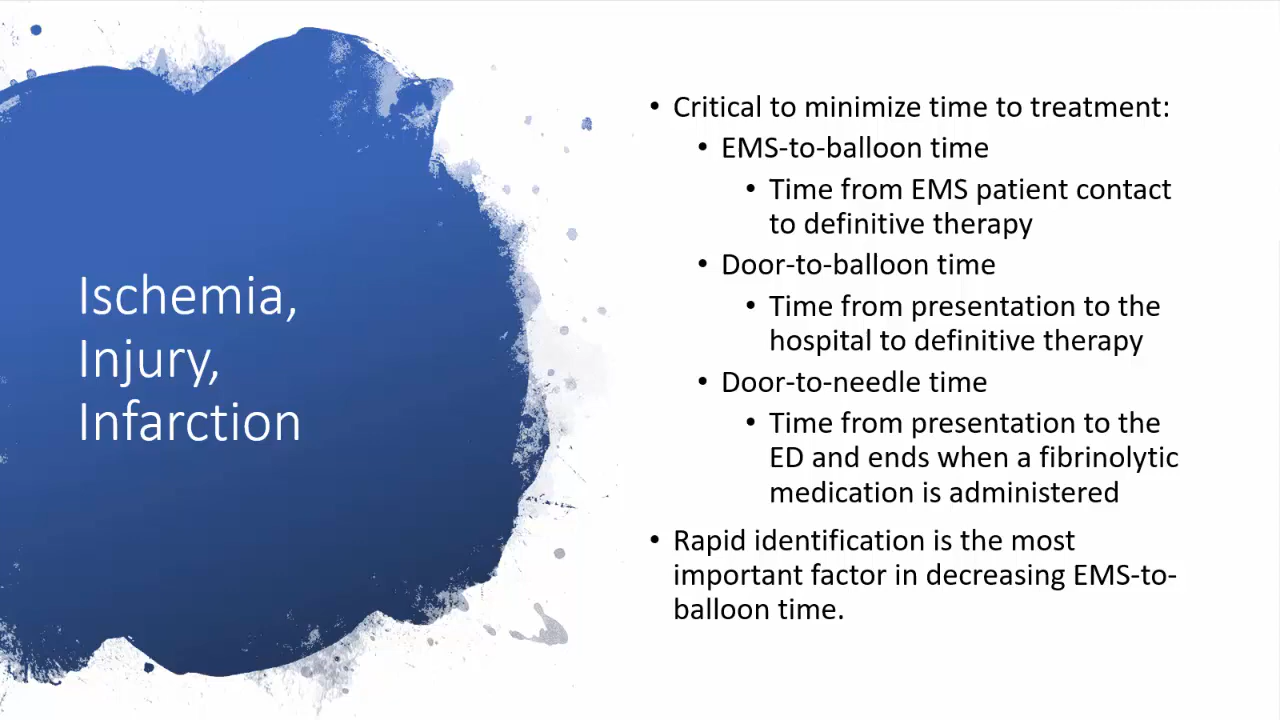 Ischemia,
Injury,
Infarction
• Critical to minimize time to treatment:
• EMS-to-balloon time
• Time from EMS patient contact
to definitive therapy
• Door-to-balloon time
• Time from presentation to the
hospital to definitive therapy
• Door-to-needle time
• Time from presentation to the
ED and ends when a fibrinolytic
medication is administered
• Rapid identification is the most
important factor in decreasing EMS-to-
balloon time.